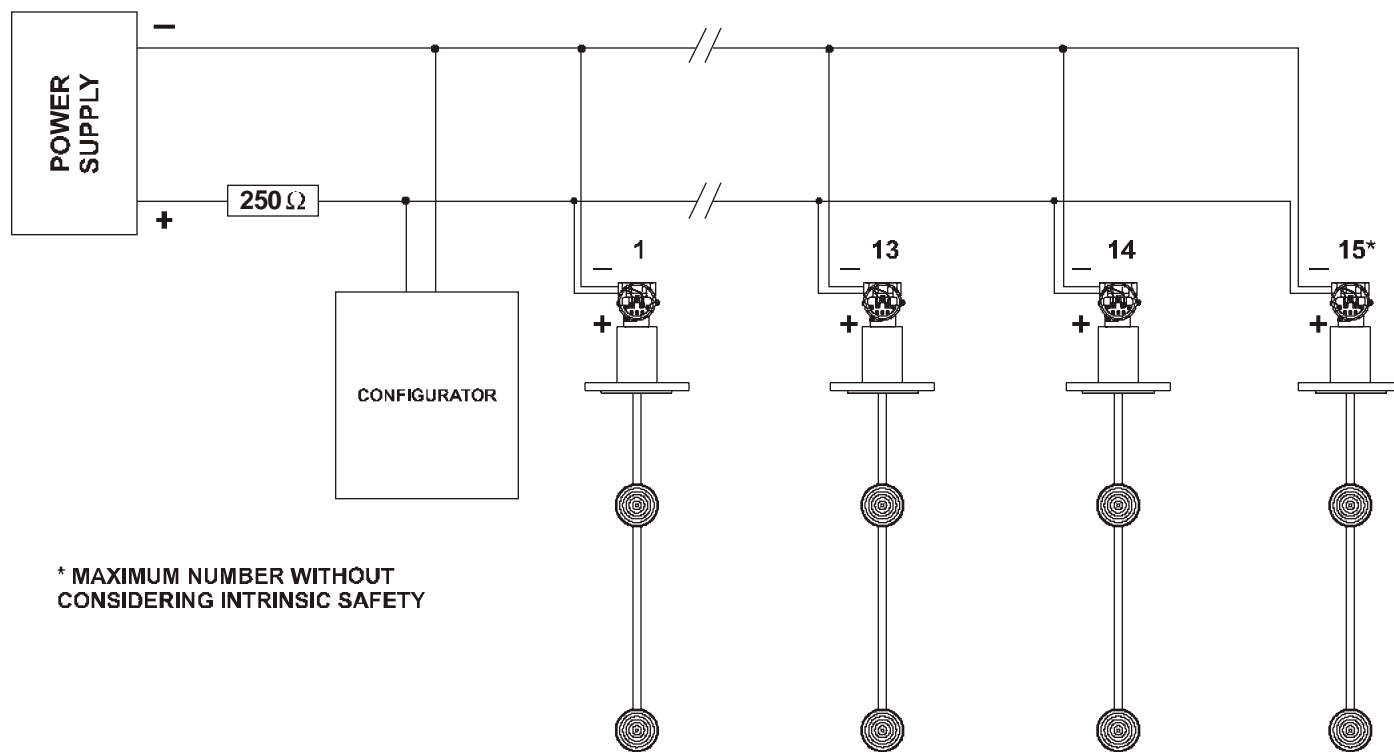 –
POWER
SUPPLY
250 Ω
+
1
13
14
15*
–
–
–
–
+
+
+
+
CONFIGURATOR
* MAXIMUM NUMBER WITHOUT
CONSIDERING INTRINSIC SAFETY